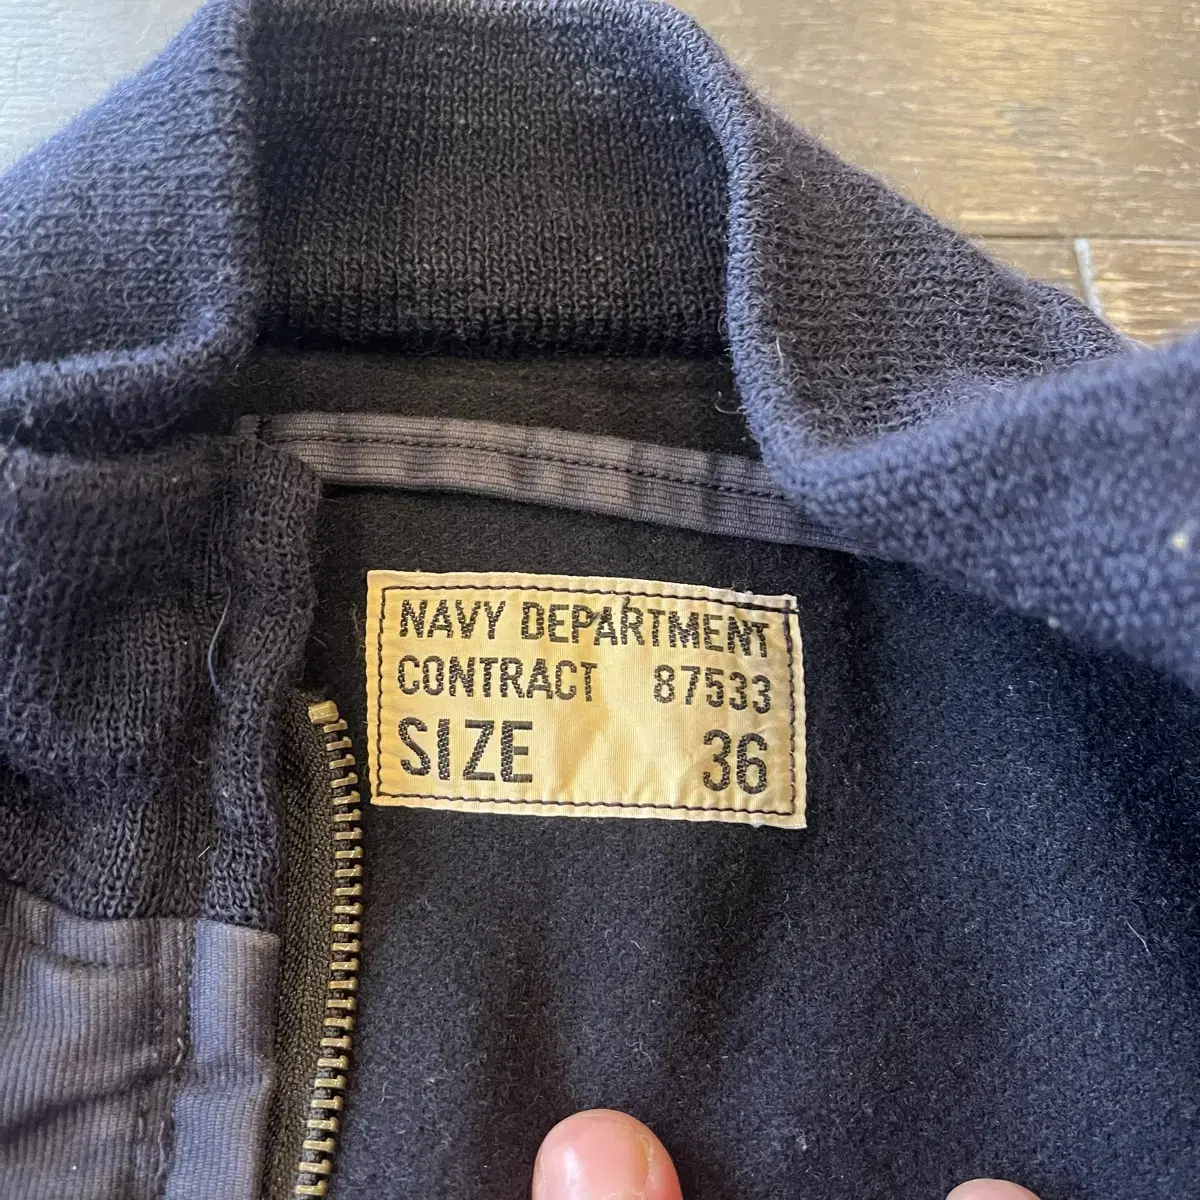 NAVY DEPARTMENT
CONTRACT 87533
SIZE 36